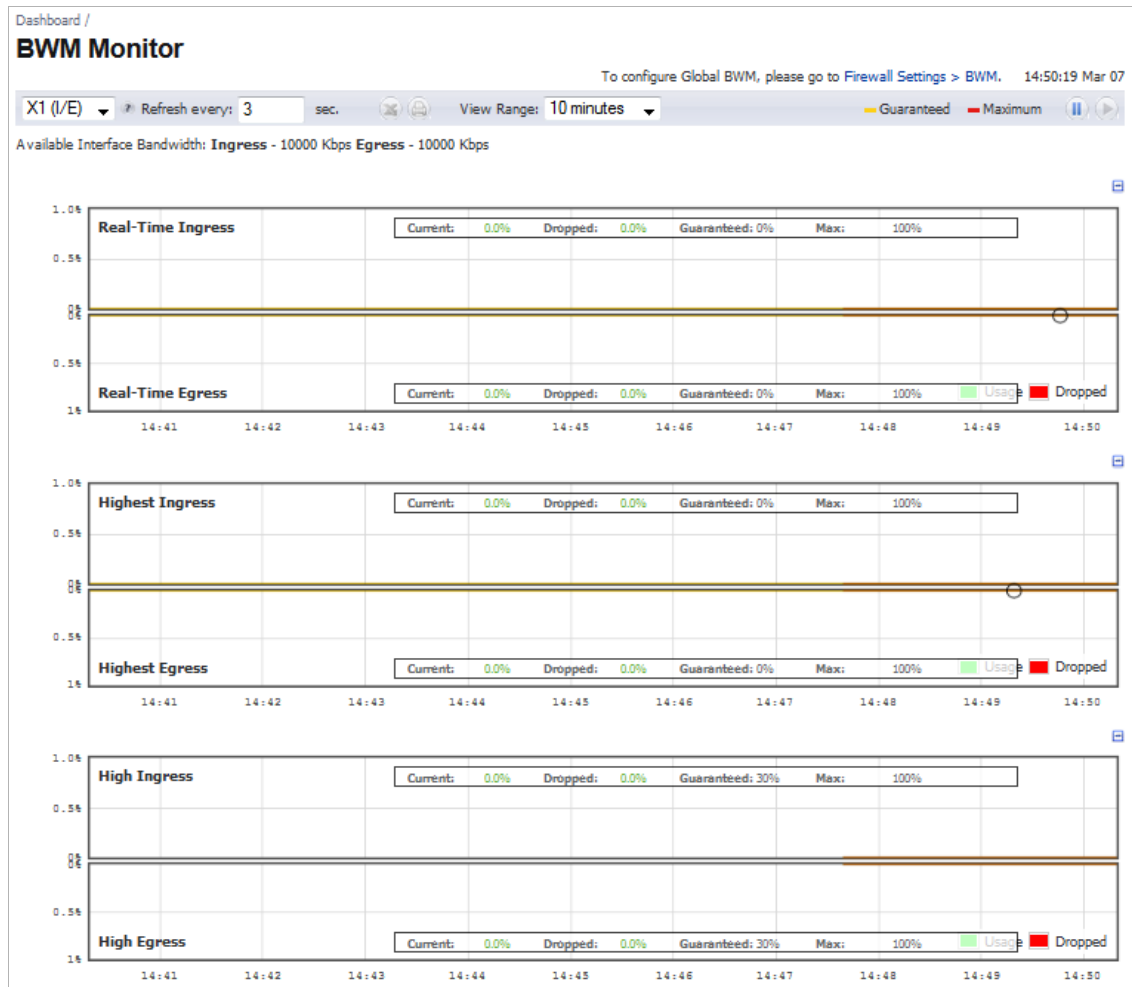 Dashboard /
BWM Monitor
To configure Global BWM, please go to Firewall Settings > BWM. 14:50:19 Mar 07
X1 (I/E) Refresh every: 3 sec. View Range: 10 minutes Guaranteed Maximum
Available Interface Bandwidth: Ingress - 10000 Kbps Egress - 10000 Kbps
1.0%
Real-Time Ingress Current: 0.0% Dropped: 0.0% Guaranteed: 0% Max: 100%
0.5%
0%
0%
0.5%
Real-Time Egress Current: 0.0% Dropped: 0.0% Guaranteed: 0% Max: 100% Usage Dropped
1%
14:41 14:42 14:43 14:44 14:45 14:46 14:47 14:48 14:49 14:50
1.0%
Highest Ingress Current: 0.0% Dropped: 0.0% Guaranteed: 0% Max: 100%
0.5%
0%
0%
0.5%
Highest Egress Current: 0.0% Dropped: 0.0% Guaranteed: 0% Max: 100% Usage Dropped
1%
14:41 14:42 14:43 14:44 14:45 14:46 14:47 14:48 14:49 14:50
1.0%
High Ingress Current: 0.0% Dropped: 0.0% Guaranteed: 30% Max: 100%
0.5%
0%
0%
0.5%
High Egress Current: 0.0% Dropped: 0.0% Guaranteed: 30% Max: 100% Usage Dropped
1%
14:41 14:42 14:43 14:44 14:45 14:46 14:47 14:48 14:49 14:50